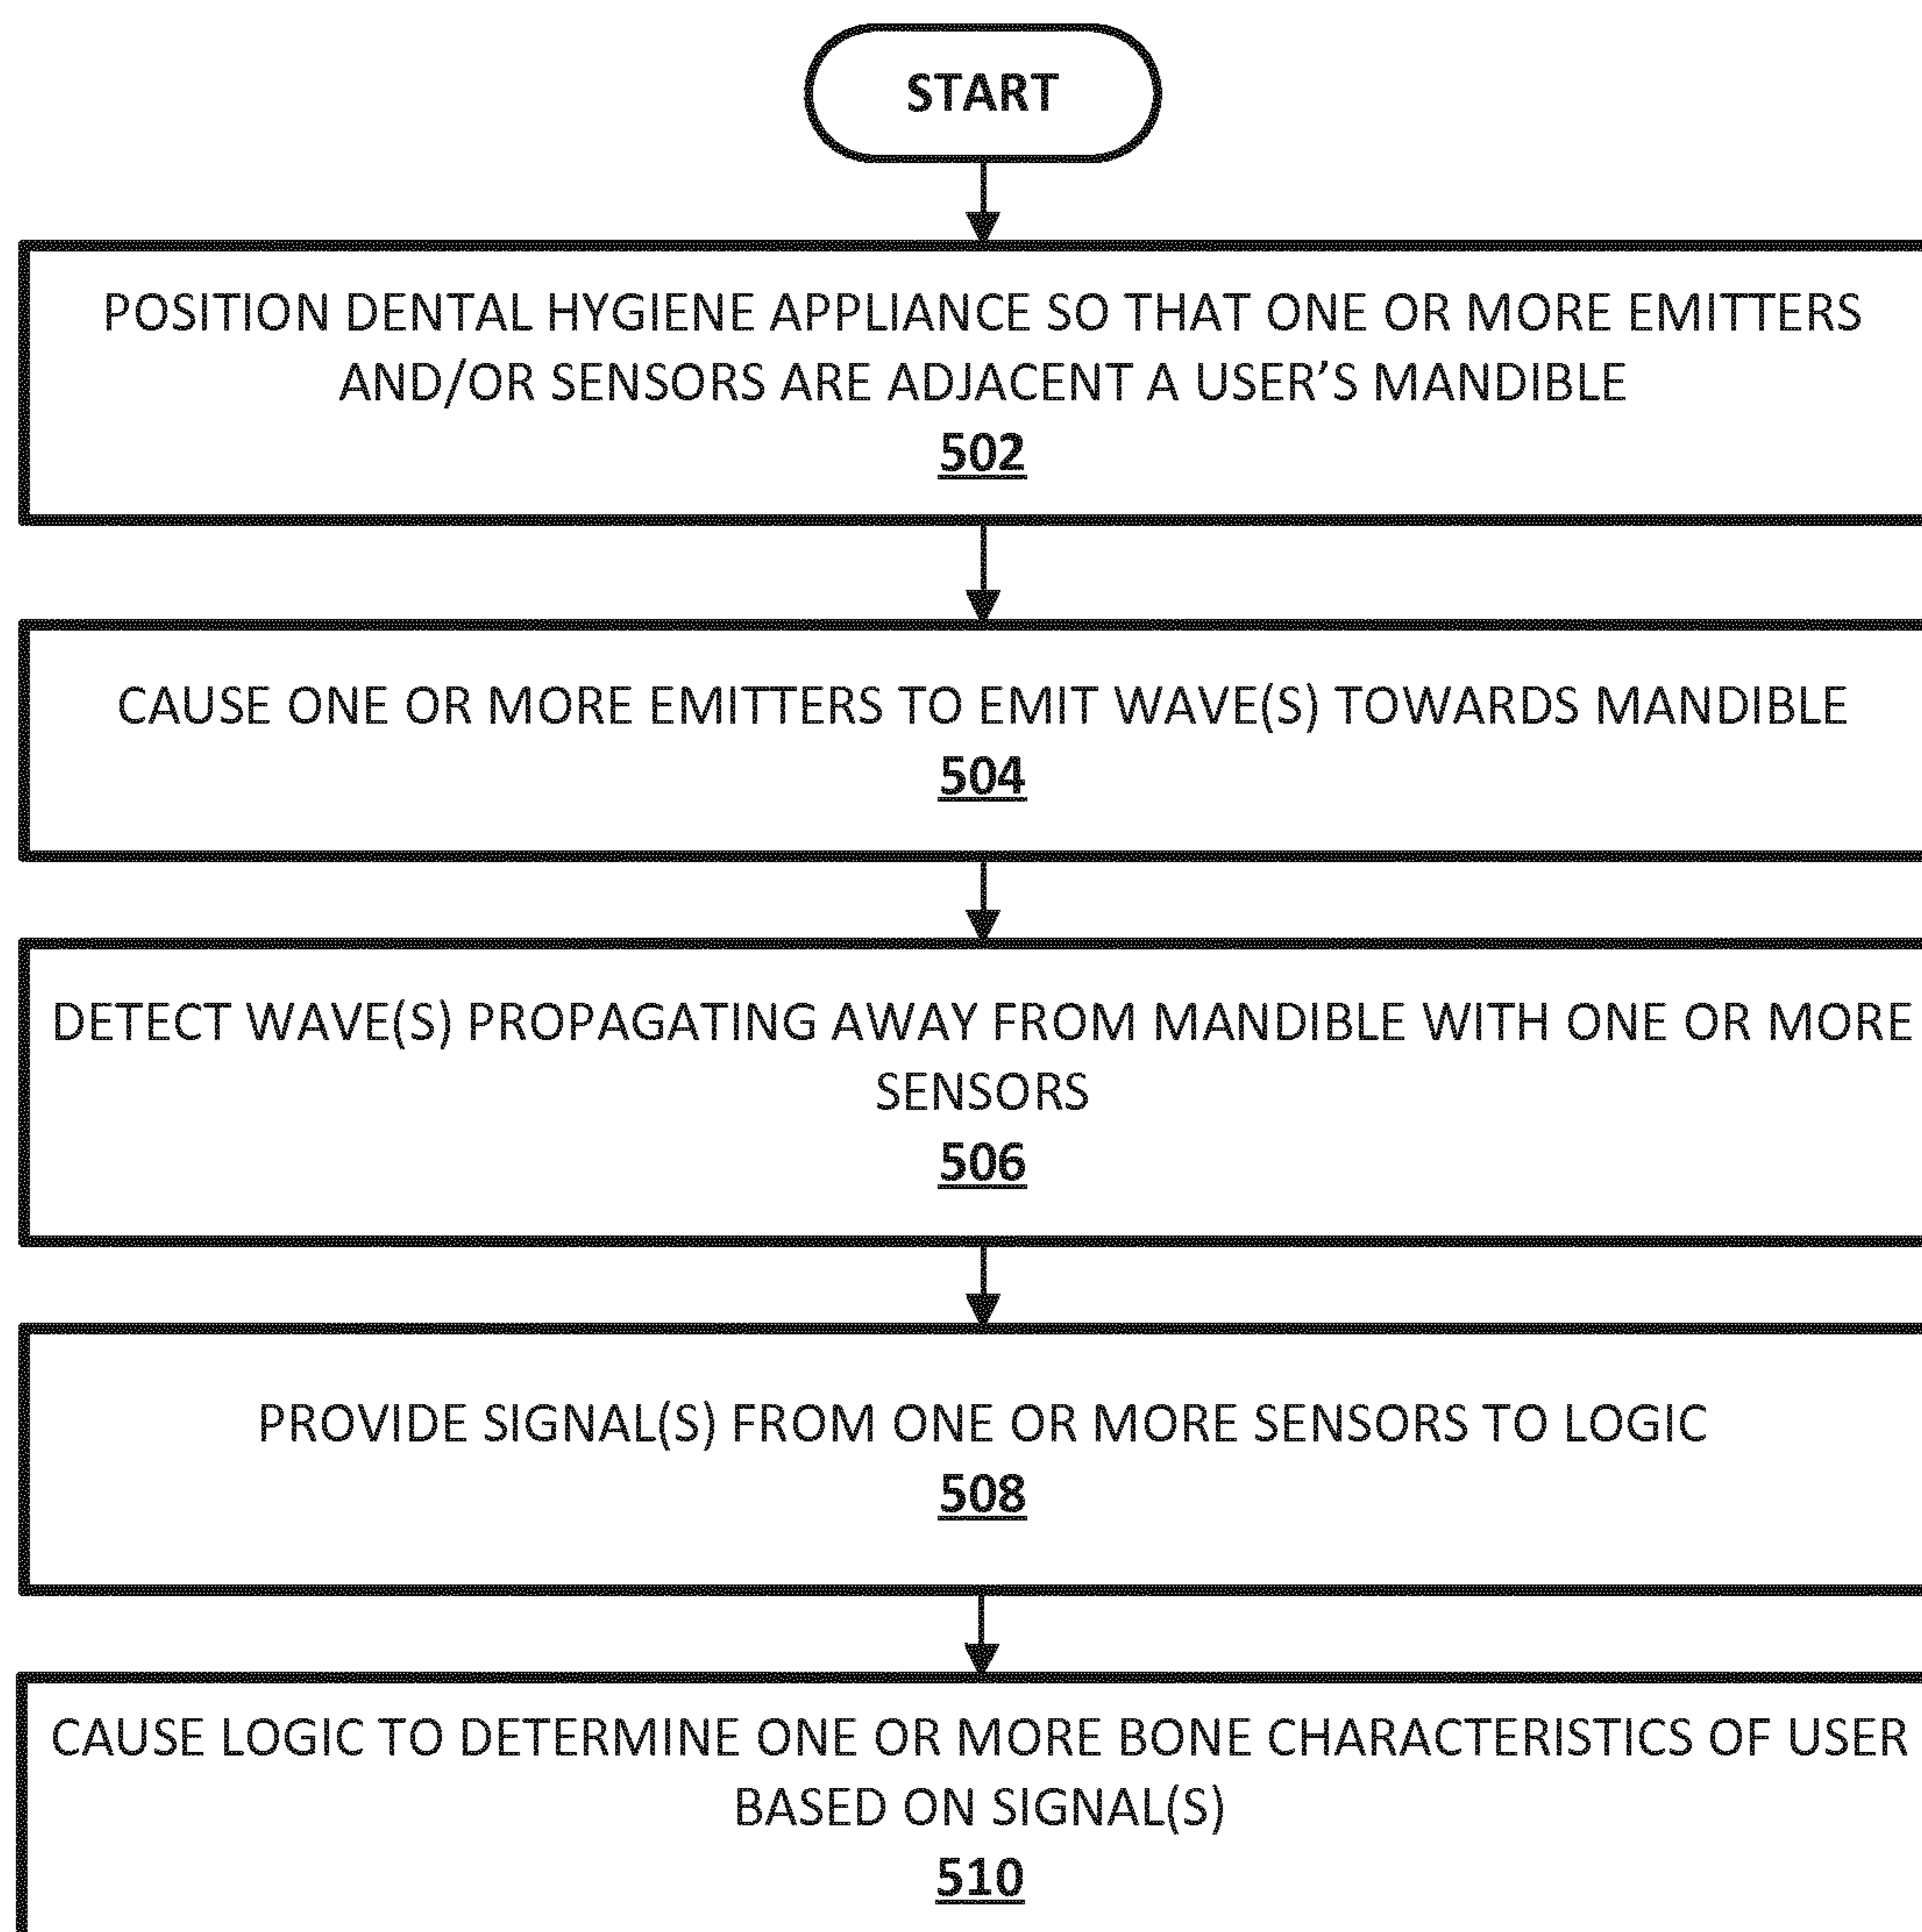 START
POSITION DENTAL HYGIENE APPLIANCE SO THAT ONE OR MORE EMITTERS
AND/OR SENSORS ARE ADJACENT A USER’S MANDIBLE
502
CAUSE ONE OR MORE EMITTERS TO EMIT WAVE(S) TOWARDS MANDIBLE
504
DETECT WAVE(S) PROPAGATING AWAY FROM MANDIBLE WITH ONE OR MORE
SENSORS
506
PROVIDE SIGNAL(S) FROM ONE OR MORE SENSORS TO LOGIC
508
CAUSE LOGIC TO DETERMINE ONE OR MORE BONE CHARACTERISTICS OF USER
BASED ON SIGNAL(S)
510